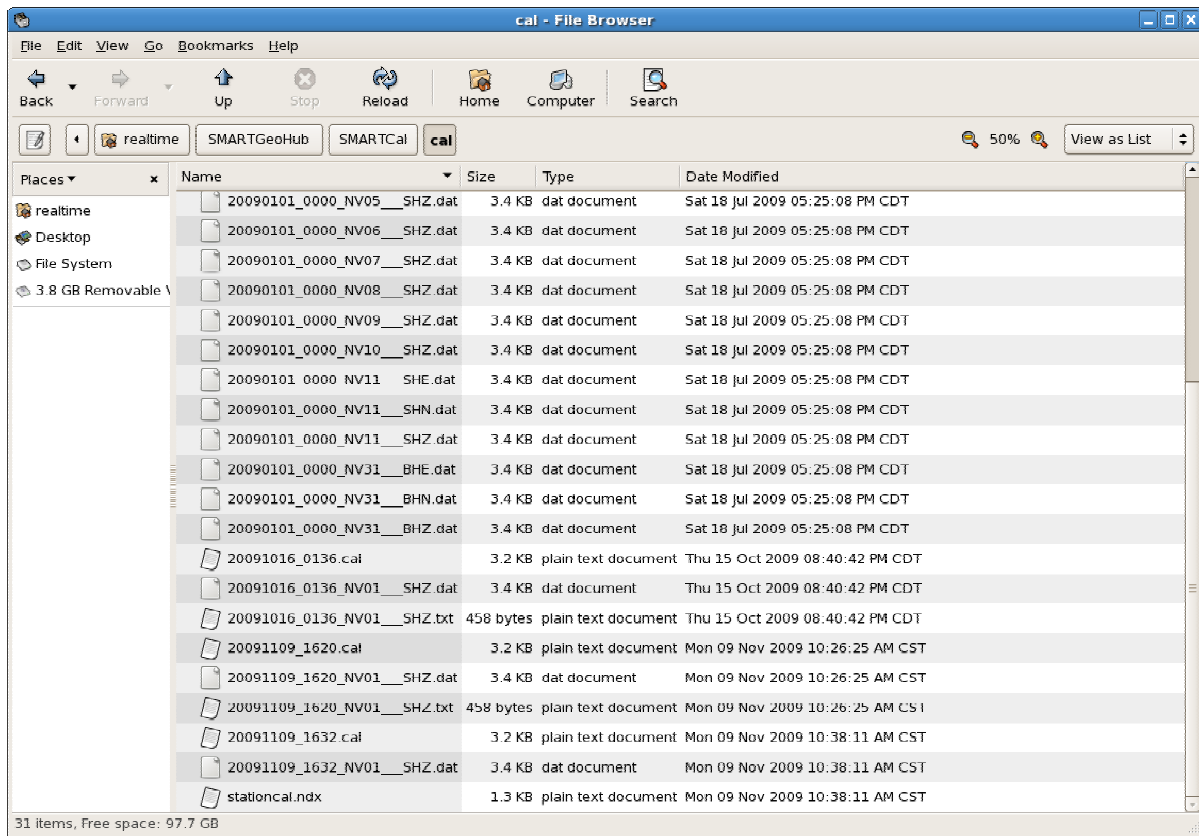 cal - File Browser
File Edit View Go Bookmarks Help
Back Forward Up Stop Reload Home Computer Search
realtime SMARTGeoHub SMARTCal cal 50% View as List
Places Name Size Type Date Modified
realtime
Desktop
File System
3.8 GB Removable
20090101_0000_NV05___SHZ.dat 3.4 KB dat document Sat 18 Jul 2009 05:25:08 PM CDT
20090101_0000_NV06___SHZ.dat 3.4 KB dat document Sat 18 Jul 2009 05:25:08 PM CDT
20090101_0000_NV07___SHZ.dat 3.4 KB dat document Sat 18 Jul 2009 05:25:08 PM CDT
20090101_0000_NV08___SHZ.dat 3.4 KB dat document Sat 18 Jul 2009 05:25:08 PM CDT
20090101_0000_NV09___SHZ.dat 3.4 KB dat document Sat 18 Jul 2009 05:25:08 PM CDT
20090101_0000_NV10___SHZ.dat 3.4 KB dat document Sat 18 Jul 2009 05:25:08 PM CDT
20090101_0000_NV11___SHE.dat 3.4 KB dat document Sat 18 Jul 2009 05:25:08 PM CDT
20090101_0000_NV11___SHN.dat 3.4 KB dat document Sat 18 Jul 2009 05:25:08 PM CDT
20090101_0000_NV11___SHZ.dat 3.4 KB dat document Sat 18 Jul 2009 05:25:08 PM CDT
20090101_0000_NV31___BHE.dat 3.4 KB dat document Sat 18 Jul 2009 05:25:08 PM CDT
20090101_0000_NV31___BHN.dat 3.4 KB dat document Sat 18 Jul 2009 05:25:08 PM CDT
20090101_0000_NV31___BHZ.dat 3.4 KB dat document Sat 18 Jul 2009 05:25:08 PM CDT
20091016_0136.cal 3.2 KB plain text document Thu 15 Oct 2009 08:40:42 PM CDT
20091016_0136_NV01___SHZ.dat 3.4 KB dat document Thu 15 Oct 2009 08:40:42 PM CDT
20091016_0136_NV01___SHZ.txt 458 bytes plain text document Thu 15 Oct 2009 08:40:42 PM CDT
20091109_1620.cal 3.2 KB plain text document Mon 09 Nov 2009 10:26:25 AM CST
20091109_1620_NV01___SHZ.dat 3.4 KB dat document Mon 09 Nov 2009 10:26:25 AM CST
20091109_1620_NV01___SHZ.txt 458 bytes plain text document Mon 09 Nov 2009 10:26:25 AM CST
20091109_1632.cal 3.2 KB plain text document Mon 09 Nov 2009 10:38:11 AM CST
20091109_1632_NV01___SHZ.dat 3.4 KB dat document Mon 09 Nov 2009 10:38:11 AM CST
stationcal.ndx 1.3 KB plain text document Mon 09 Nov 2009 10:38:11 AM CST
31 items, Free space: 97.7 GB